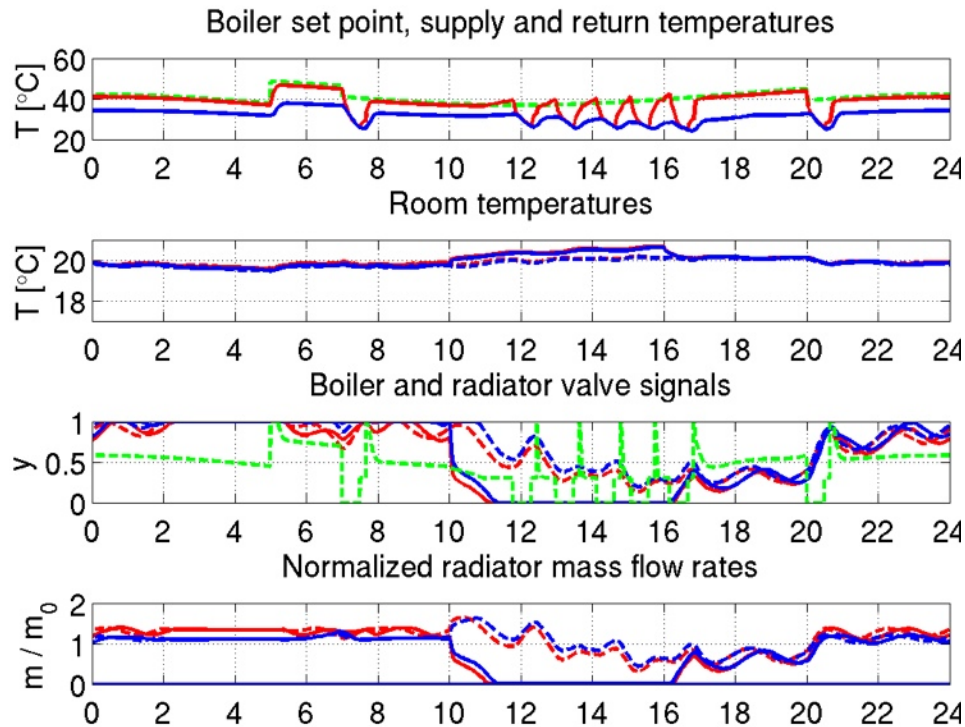 Boiler set point, supply and return temperatures
T [°C]
60
40
20
0 2 4 6 8 10 12 14 16 18 20 22 24
Room temperatures
T [°C]
20
18
0 2 4 6 8 10 12 14 16 18 20 22 24
Boiler and radiator valve signals
y
1
0.5
0
0 2 4 6 8 10 12 14 16 18 20 22 24
Normalized radiator mass flow rates
m / m0
2
1
0
0 2 4 6 8 10 12 14 16 18 20 22 24